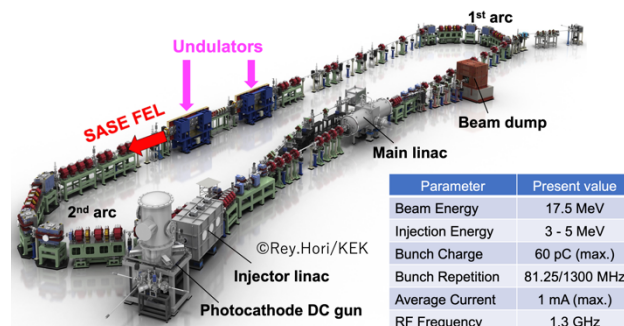 1st arc
Undulators
SASE FEL
Beam dump
Main linac
2nd arc
©Rey.Hori/KEK
Injector linac
Photocathode DC gun
Parameter Present value
Beam Energy 17.5 MeV
Injection Energy 3 - 5 MeV
Bunch Charge 60 pC (max.)
Bunch Repetition 81.25/1300 MHz
Average Current 1 mA (max.)
RF Frequency 1.3 GHz